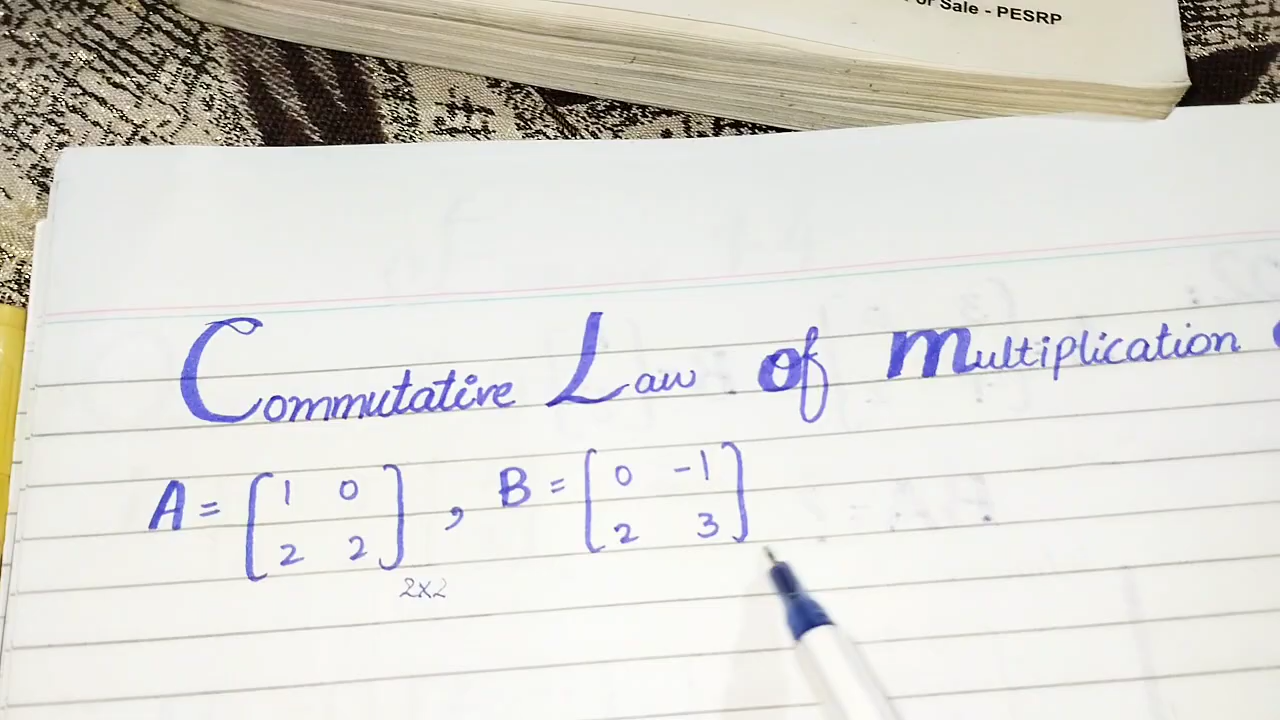 or Sale - PESRP
Commutative Law of Multiplication
A = [ 1 0 2 2 ] 2x2 , B = [ 0 -1 2 3 ]